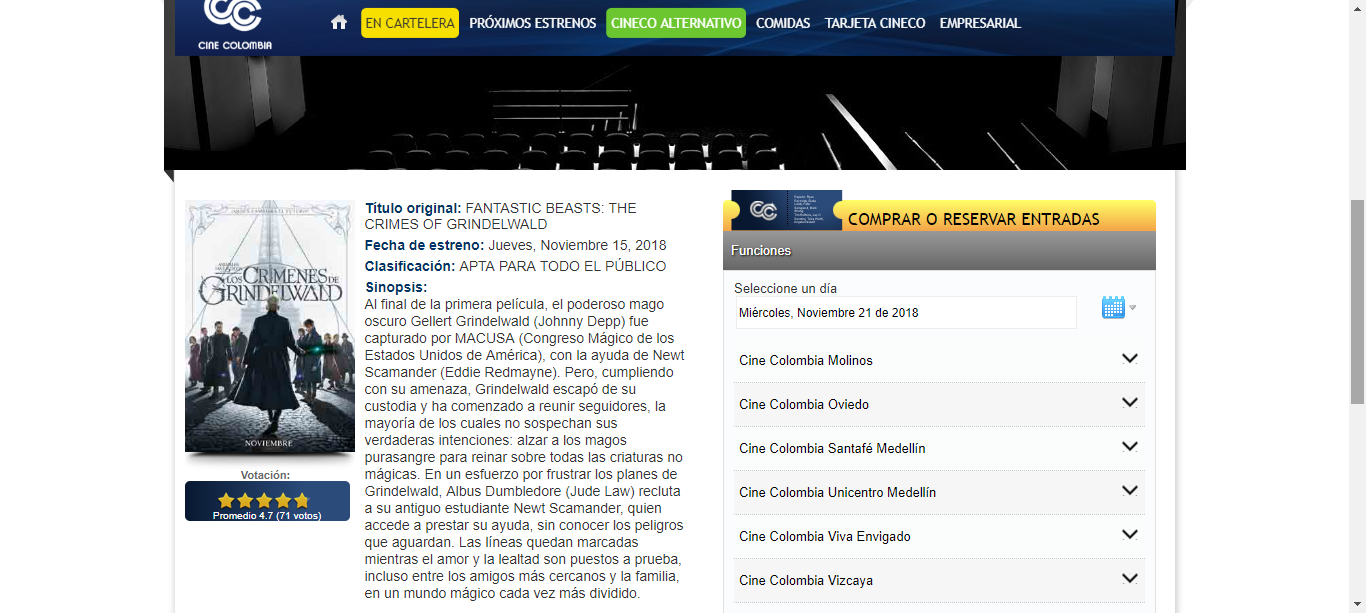 CINE COLOMBIA
EN CARTELERA PRÓXIMOS ESTRENOS CINECO ALTERNATIVO COMIDAS TARJETA CINECO EMPRESARIAL
LOS CRÍMENES DE
GRINDELWALD
NOVIEMBRE
Votación:
Promedio 4.7 (71 votos)
Título original: FANTASTIC BEASTS: THE
CRIMES OF GRINDELWALD
Fecha de estreno: Jueves, Noviembre 15, 2018
Clasificación: APTA PARA TODO EL PÚBLICO
Sinopsis:
Al final de la primera película, el poderoso mago
oscuro Gellert Grindelwald (Johnny Depp) fue
capturado por MACUSA (Congreso Mágico de los
Estados Unidos de América), con la ayuda de Newt
Scamander (Eddie Redmayne). Pero, cumpliendo
con su amenaza, Grindelwald escapó de su
custodia y ha comenzado a reunir seguidores, la
mayoría de los cuales no sospechan sus
verdaderas intenciones: alzar a los magos
purasangre para reinar sobre todas las criaturas no
mágicas. En un esfuerzo por frustrar los planes de
Grindelwald, Albus Dumbledore (Jude Law) recluta
a su antiguo estudiante Newt Scamander, quien
accede a prestar su ayuda, sin conocer los peligros
que aguardan. Las líneas quedan marcadas
mientras el amor y la lealtad son puestos a prueba,
incluso entre los amigos más cercanos y la familia,
en un mundo mágico cada vez más dividido.
COMPRAR O RESERVAR ENTRADAS
Funciones
Seleccione un día
Miércoles, Noviembre 21 de 2018
Cine Colombia Molinos
Cine Colombia Oviedo
Cine Colombia Santafé Medellín
Cine Colombia Unicentro Medellín
Cine Colombia Viva Envigado
Cine Colombia Vizcaya